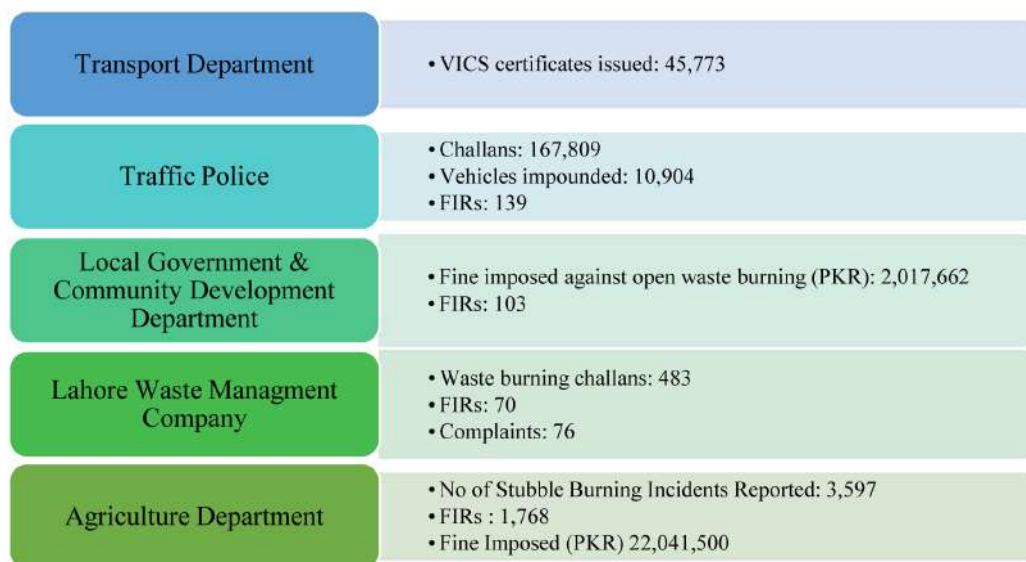 Transport Department
• VICS certificates issued: 45,773
Traffic Police
• Challans: 167,809
• Vehicles impounded: 10,904
• FIRs: 139
Local Government &
Community Development
Department
• Fine imposed against open waste burning (PKR): 2,017,662
• FIRs: 103
Lahore Waste Managment
Company
• Waste burning challans: 483
• FIRs: 70
• Complaints: 76
Agriculture Department
• No of Stubble Burning Incidents Reported: 3,597
• FIRs : 1,768
• Fine Imposed (PKR) 22,041,500